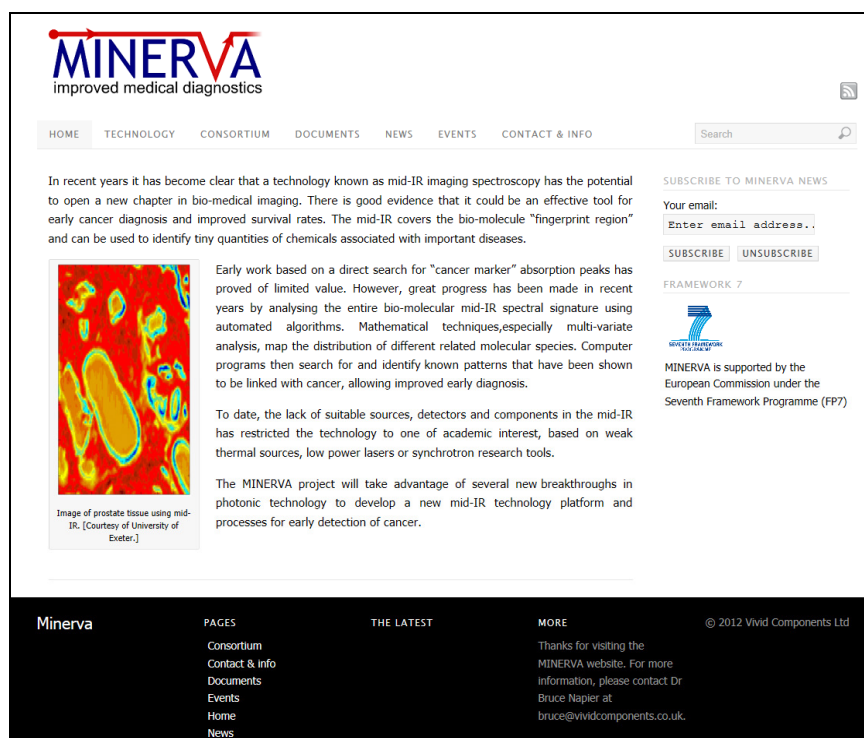 MINERVA
improved medical diagnostics
HOME TECHNOLOGY CONSORTIUM DOCUMENTS NEWS EVENTS CONTACT & INFO Search
In recent years it has become clear that a technology known as mid-IR imaging spectroscopy has the potential
to open a new chapter in bio-medical imaging. There is good evidence that it could be an effective tool for
early cancer diagnosis and improved survival rates. The mid-IR covers the bio-molecule “fingerprint region”
and can be used to identify tiny quantities of chemicals associated with important diseases.
Early work based on a direct search for “cancer marker” absorption peaks has
proved of limited value. However, great progress has been made in recent
years by analysing the entire bio-molecular mid-IR spectral signature using
automated algorithms. Mathematical techniques,especially multi-variate
analysis, map the distribution of different related molecular species. Computer
programs then search for and identify known patterns that have been shown
to be linked with cancer, allowing improved early diagnosis.
To date, the lack of suitable sources, detectors and components in the mid-IR
has restricted the technology to one of academic interest, based on weak
thermal sources, low power lasers or synchrotron research tools.
The MINERVA project will take advantage of several new breakthroughs in
photonic technology to develop a new mid-IR technology platform and
processes for early detection of cancer.
Image of prostate tissue using mid-
IR. [Courtesy of University of
Exeter.]
SUBSCRIBE TO MINERVA NEWS
Your email:
Enter email address..
SUBSCRIBE UNSUBSCRIBE
FRAMEWORK 7
SEVENTH FRAMEWORK
PROGRAMME
MINERVA is supported by the
European Commission under the
Seventh Framework Programme (FP7)
Minerva
PAGES
Consortium
Contact & info
Documents
Events
Home
News
THE LATEST
MORE
Thanks for visiting the
MINERVA website. For more
information, please contact Dr
Bruce Napier at
bruce@vividcomponents.co.uk.
© 2012 Vivid Components Ltd